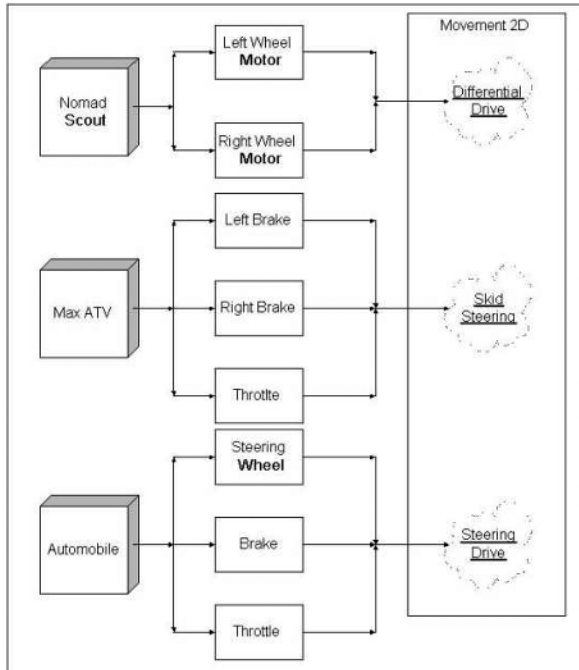 Movement 2D
Nomad
Scout
Left Wheel
Motor
Right Wheel
Motor
Differential
Drive
Max ATV
Left Brake
Right Brake
Throtlte
Skid
Steering
Automobile
Steering
Wheel
Brake
Throttle
Steering
Drive